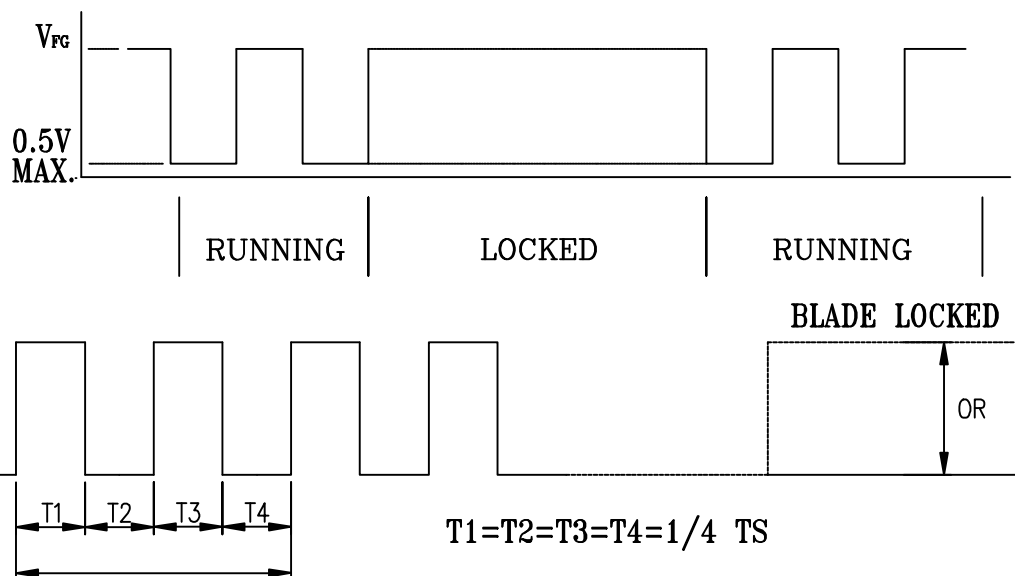 VFG
0.5V
MAX.
RUNNING
LOCKED
RUNNING
BLADE LOCKED
OR
T1
T2
T3
T4
T1=T2=T3=T4=1/4 TS